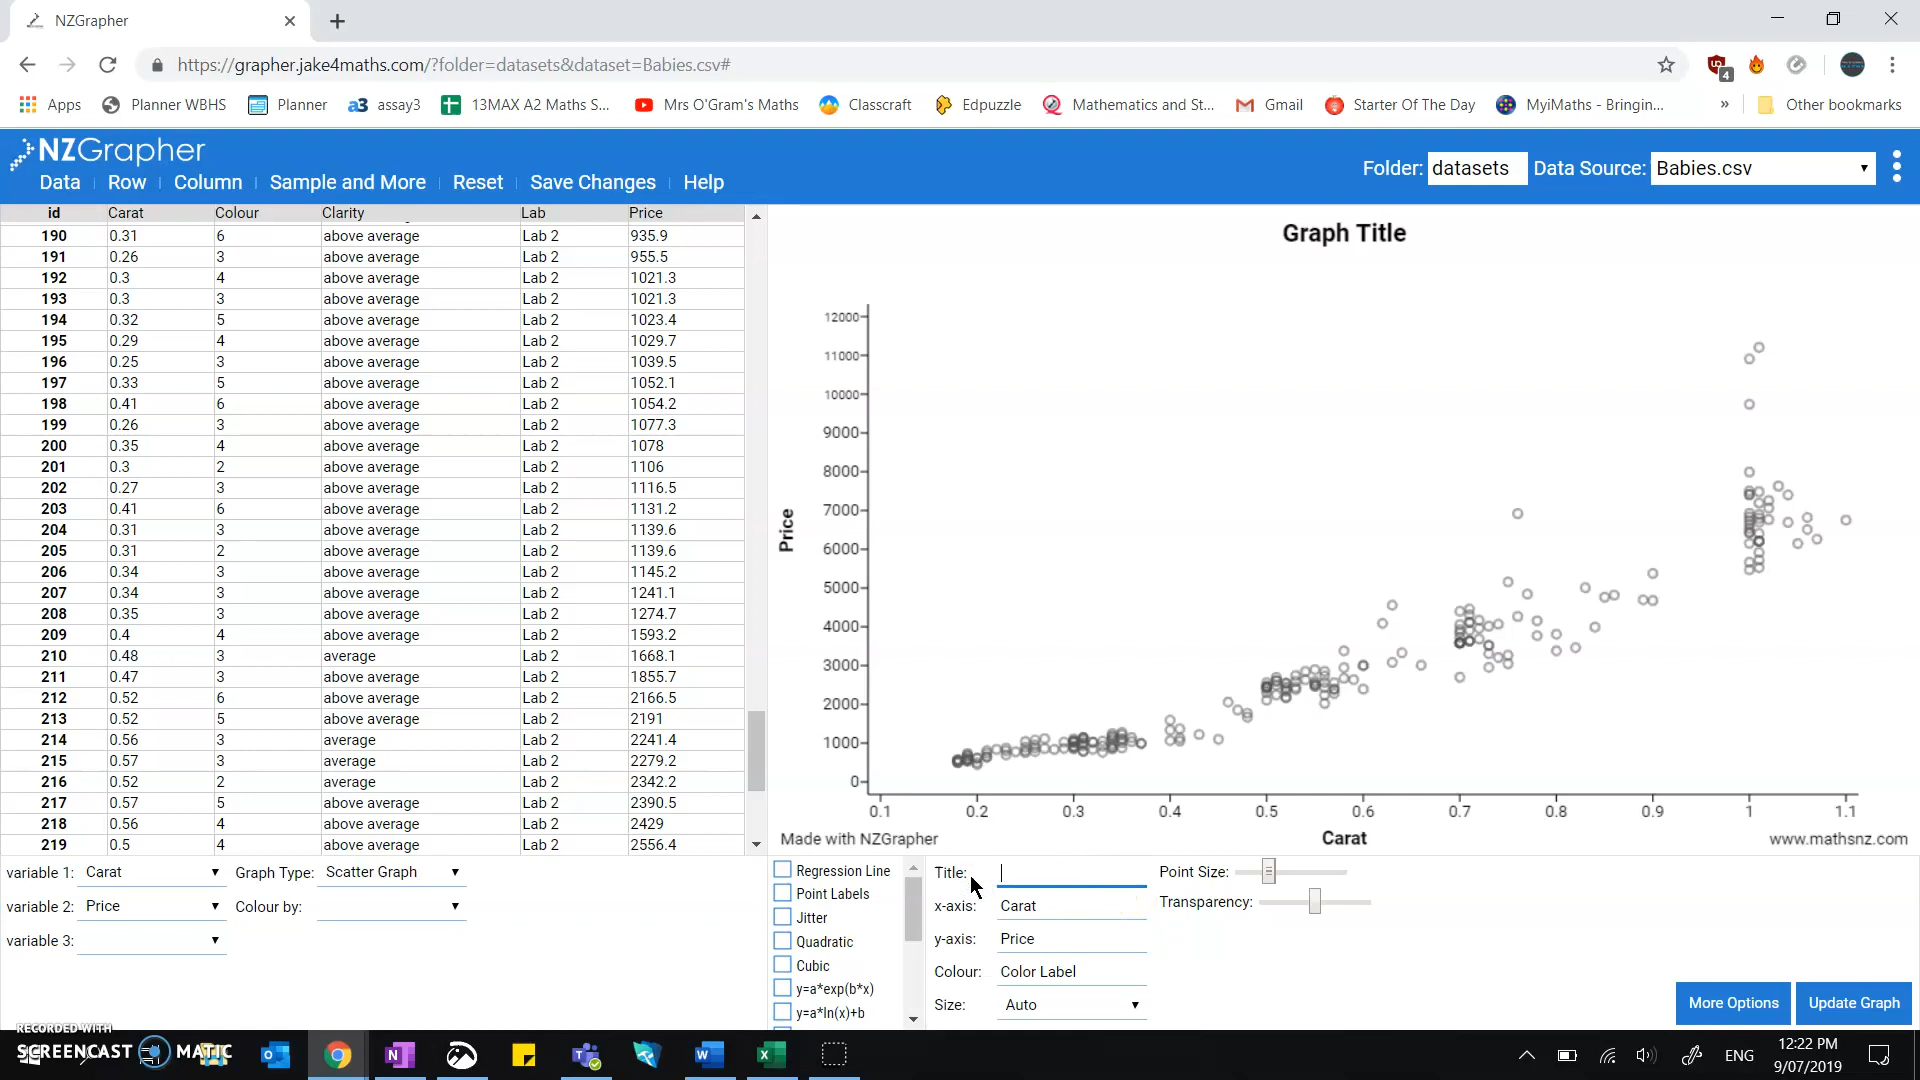 NZGrapher
https://grapher.jake4maths.com/?folder=datasets&dataset=Babies.csv#
4
Apps Planner WBHS Planner a3 assay3 13MAX A2 Maths S... Mrs O'Gram's Maths Classcraft Edpuzzle Mathematics and St... Gmail Starter Of The Day MyiMaths - Bringin... » Other bookmarks
NZGrapher
Data Row Column Sample and More Reset Save Changes Help
Folder: datasets Data Source: Babies.csv
id Carat Colour Clarity Lab Price
190 0.31 6 above average Lab 2 935.9
191 0.26 3 above average Lab 2 955.5
192 0.3 4 above average Lab 2 1021.3
193 0.3 3 above average Lab 2 1021.3
194 0.32 5 above average Lab 2 1023.4
195 0.29 4 above average Lab 2 1029.7
196 0.25 3 above average Lab 2 1039.5
197 0.33 5 above average Lab 2 1052.1
198 0.41 6 above average Lab 2 1054.2
199 0.26 3 above average Lab 2 1077.3
200 0.35 4 above average Lab 2 1078
201 0.3 2 above average Lab 2 1106
202 0.27 3 above average Lab 2 1116.5
203 0.41 6 above average Lab 2 1131.2
204 0.31 3 above average Lab 2 1139.6
205 0.31 2 above average Lab 2 1139.6
206 0.34 3 above average Lab 2 1145.2
207 0.34 3 above average Lab 2 1241.1
208 0.35 3 above average Lab 2 1274.7
209 0.4 4 above average Lab 2 1593.2
210 0.48 3 average Lab 2 1668.1
211 0.47 3 above average Lab 2 1855.7
212 0.52 6 above average Lab 2 2166.5
213 0.52 5 above average Lab 2 2191
214 0.56 3 average Lab 2 2241.4
215 0.57 3 average Lab 2 2279.2
216 0.52 2 average Lab 2 2342.2
217 0.57 5 above average Lab 2 2390.5
218 0.56 4 above average Lab 2 2429
219 0.5 4 above average Lab 2 2556.4
Graph Title
12000
11000
10000
9000
8000
7000
6000
5000
4000
3000
2000
1000
0
Price
0.1 0.2 0.3 0.4 0.5 0.6 0.7 0.8 0.9 1 1.1
Made with NZGrapher Carat www.mathsnz.com
variable 1: Carat Graph Type: Scatter Graph
variable 2: Price Colour by:
variable 3:
Regression Line
Point Labels
Jitter
Quadratic
Cubic
y=a*exp(b*x)
y=a*ln(x)+b
Title:
x-axis: Carat
y-axis: Price
Colour: Color Label
Size: Auto
Point Size:
Transparency:
More Options Update Graph
RECORDED WITH
SCREENCAST MATIC
ENG
12:22 PM
9/07/2019